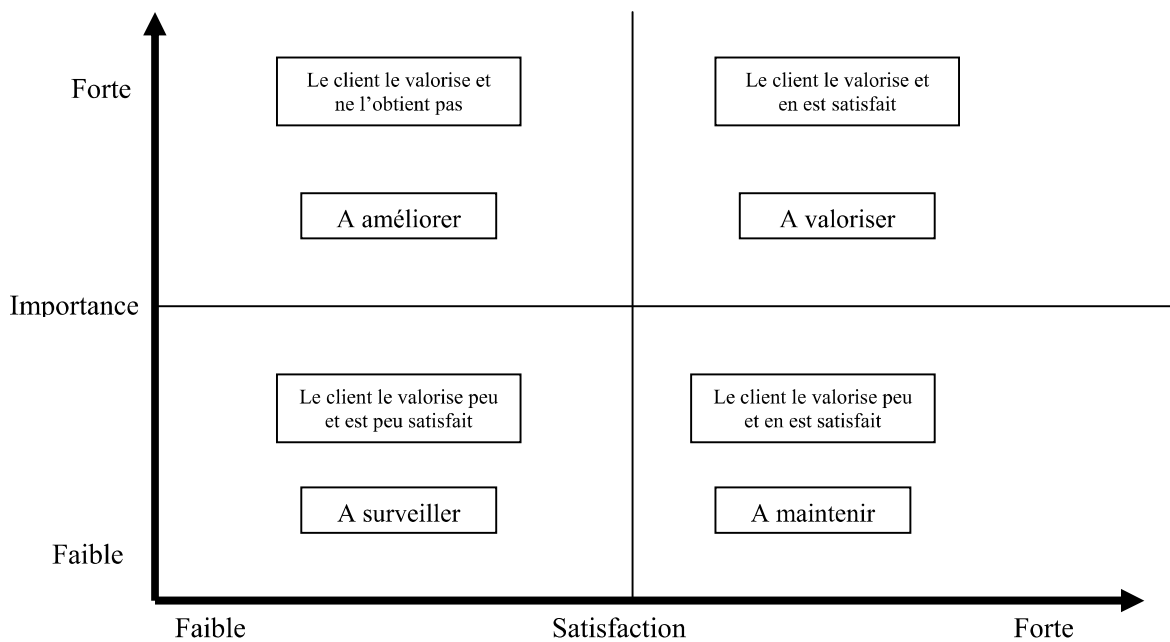 Forte
Le client le valorise et
ne l’obtient pas
Le client le valorise et
en est satisfait
A améliorer
A valoriser
Importance
Le client le valorise peu
et est peu satisfait
Le client le valorise peu
et en est satisfait
A surveiller
A maintenir
Faible
Faible
Satisfaction
Forte